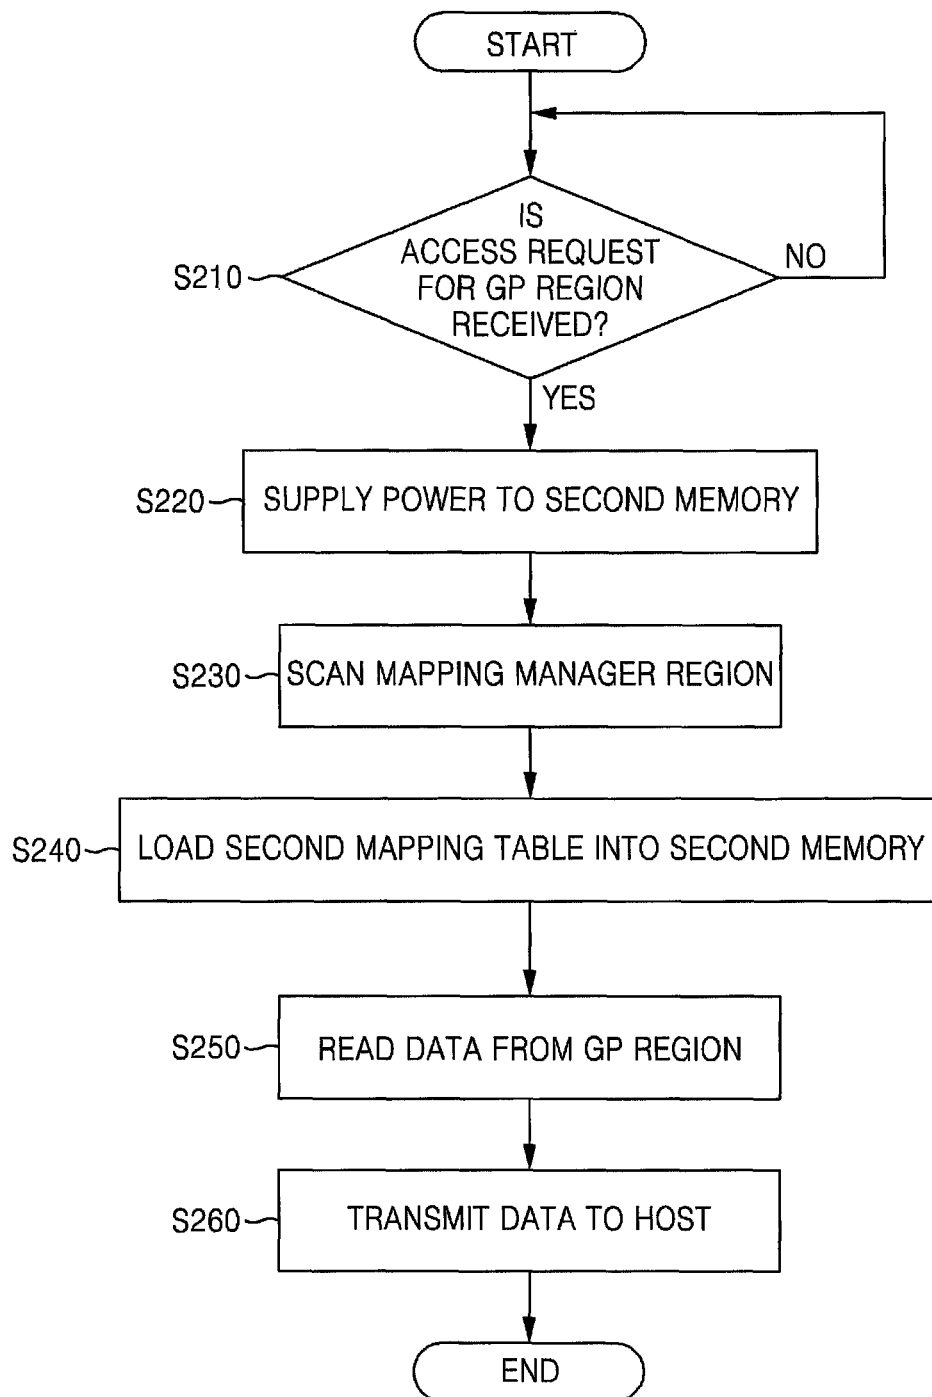 START
IS
ACCESS REQUEST
FOR GP REGION
RECEIVED?
S210
NO
YES
S220
SUPPLY POWER TO SECOND MEMORY
S230
SCAN MAPPING MANAGER REGION
S240
LOAD SECOND MAPPING TABLE INTO SECOND MEMORY
S250
READ DATA FROM GP REGION
S260
TRANSMIT DATA TO HOST
END